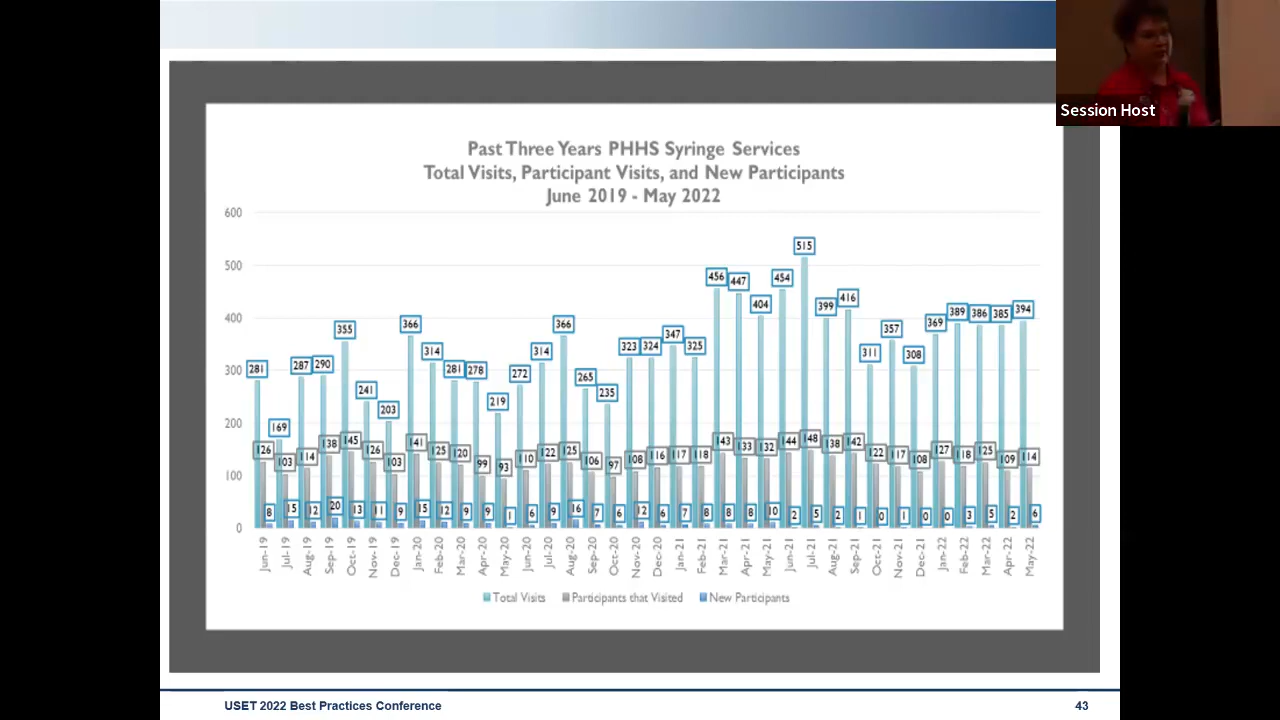 Session Host
Past Three Years PHHS Syringe Services
Total Visits, Participant Visits, and New Participants
June 2019 - May 2022
600
500
400
300
200
100
0
281 169 287 290 355 241 203 366 314 281 278 219 272 314 366 265 235 323 324 347 325 456 447 404 454 515 399 416 311 357 308 369 389 386 385 394
126 103 114 138 145 126 103 141 125 120 99 93 110 122 125 106 97 108 116 117 118 143 133 132 144 148 138 142 122 117 108 127 118 125 109 114
8 15 12 20 13 11 9 15 12 9 9 1 6 9 16 7 6 12 6 7 8 8 8 10 2 5 2 1 0 1 0 0 3 5 2 6
Jun-19 Jul-19 Aug-19 Sep-19 Oct-19 Nov-19 Dec-19 Jan-20 Feb-20 Mar-20 Apr-20 May-20 Jun-20 Jul-20 Aug-20 Sep-20 Oct-20 Nov-20 Dec-20 Jan-21 Feb-21 Mar-21 Apr-21 May-21 Jun-21 Jul-21 Aug-21 Sep-21 Oct-21 Nov-21 Dec-21 Jan-22 Feb-22 Mar-22 Apr-22 May-22
Total Visits Participants that Visited New Participants
USET 2022 Best Practices Conference 43